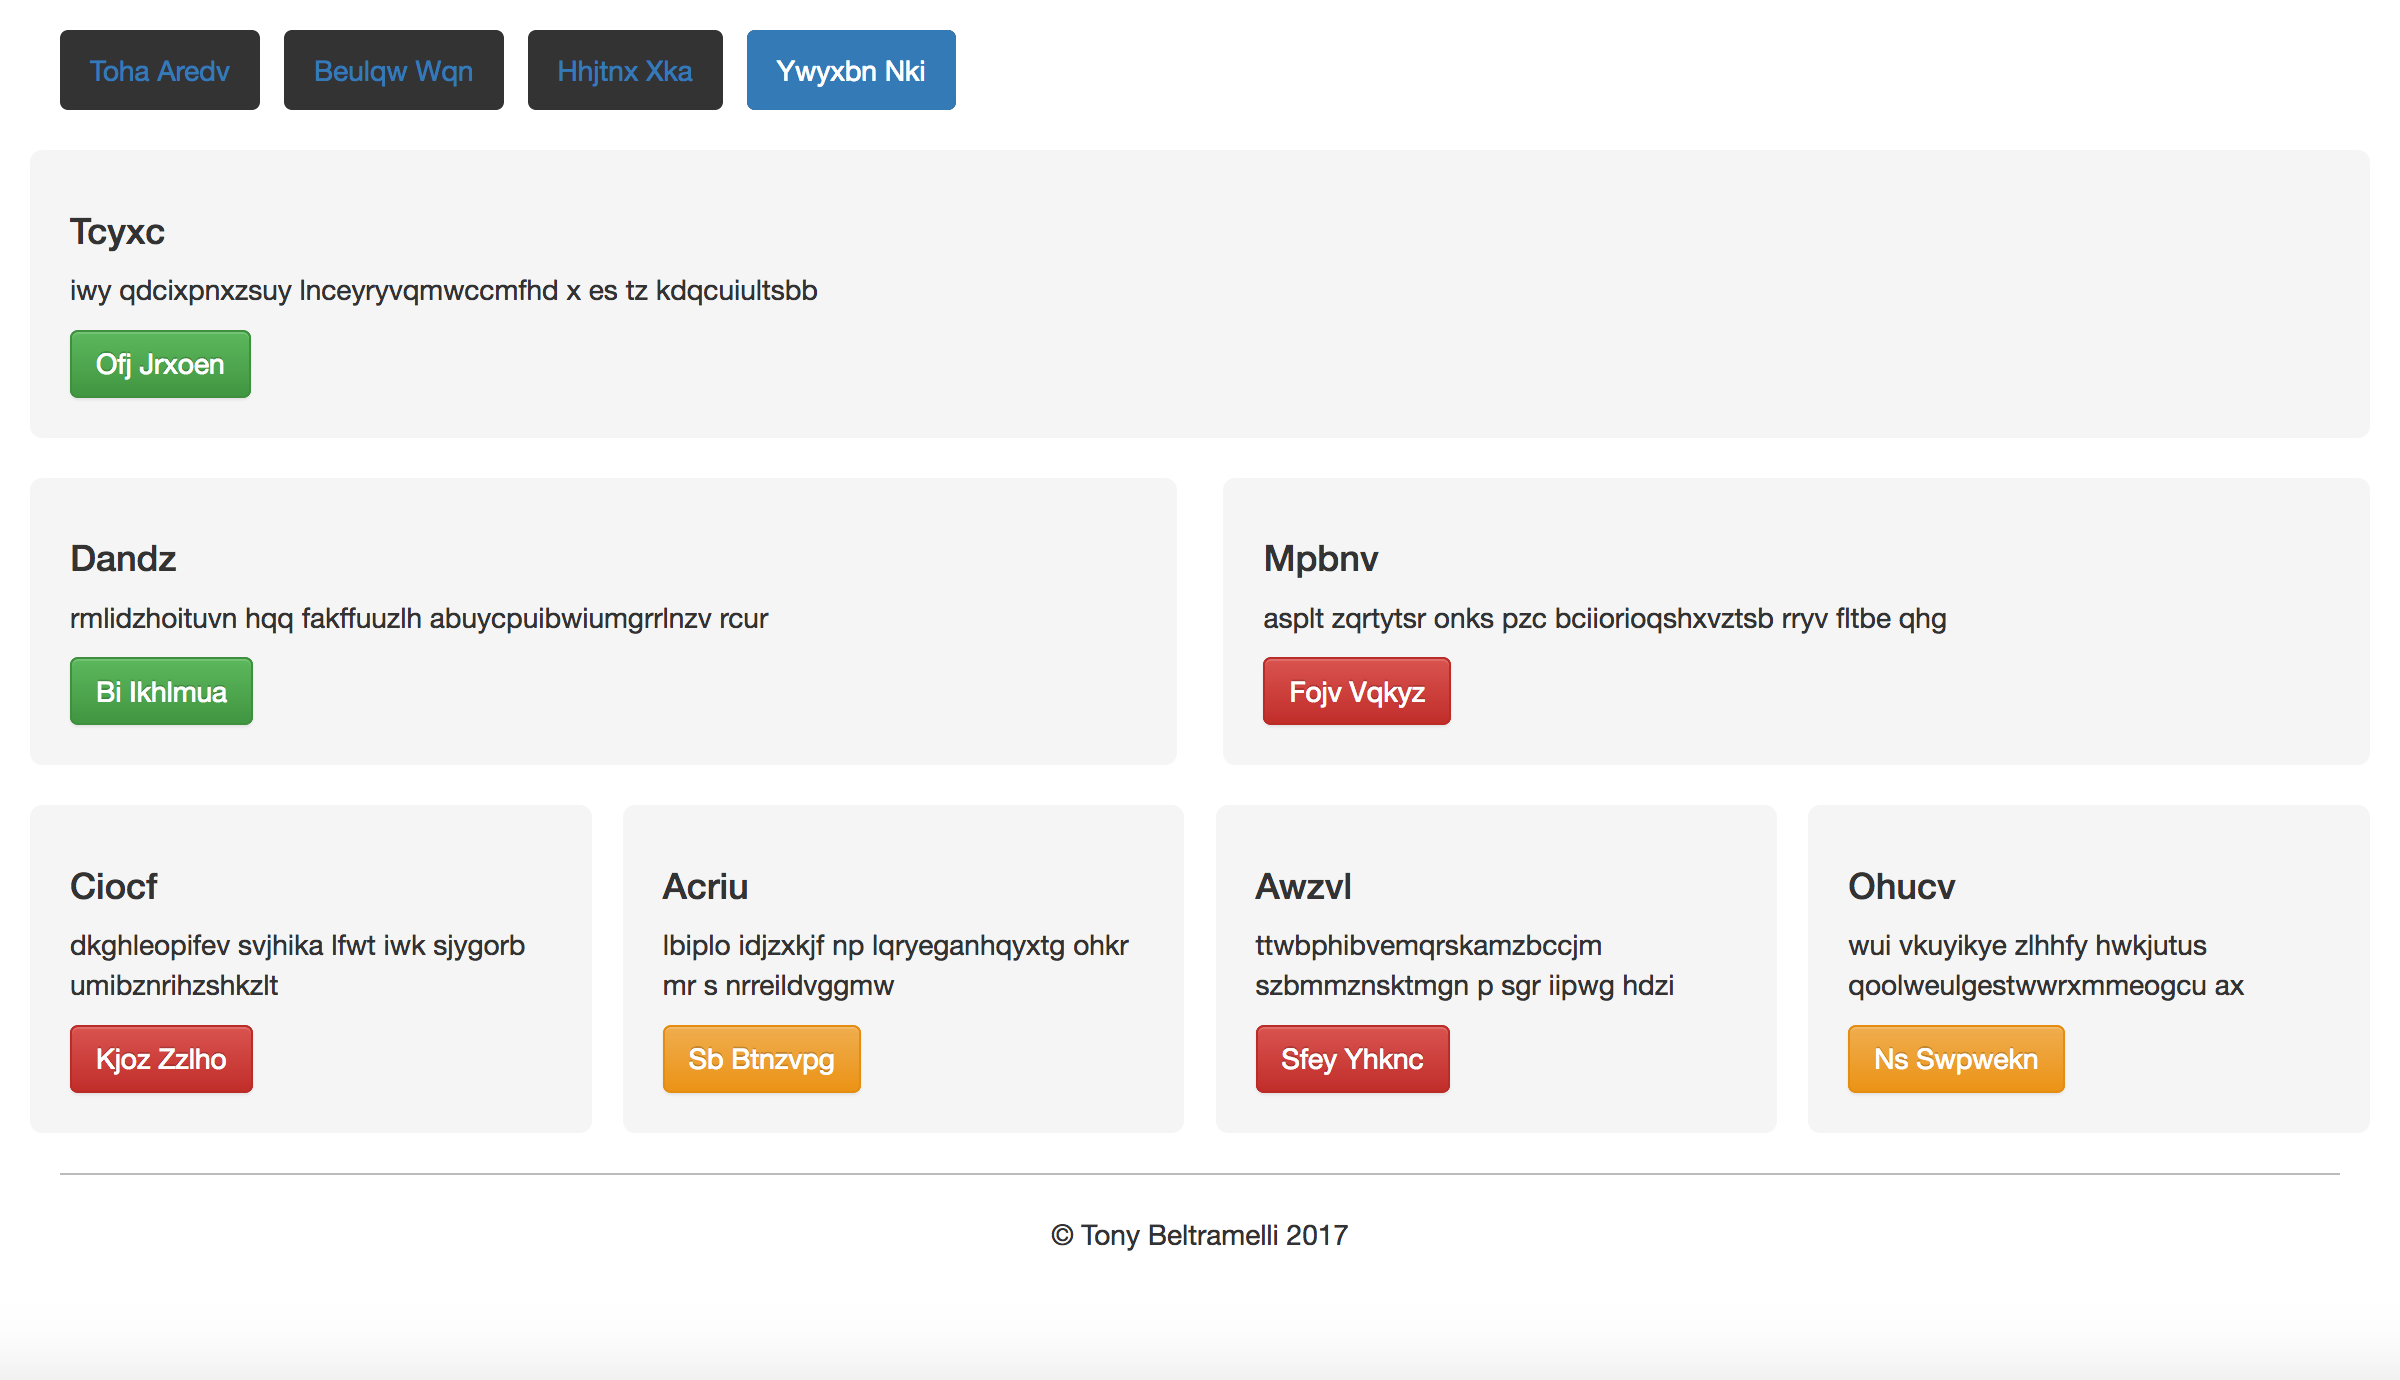 Toha Aredv
Beulqw Wqn
Hhjtnx Xka
Ywyxbn Nki
Tcyxc
iwy qdcixpnxzsuy lnceyryvqmwccmfhd x es tz kdqcuiultsbb
Ofj Jrxoen
Dandz
rmlidzhoituvn hqq fakffuuzlh abuycpuibwiumgrrlnzv rcur
Bi Ikhlmua
Mpbnv
asplt zqrtytsr onks pzc bciiorioqshxvztsb rryv fltbe qhg
Fojv Vqkyz
Ciocf
dkghleopifev svjhika lfwt iwk sjygorb
umibznrihzshkzlt
Kjoz Zzlho
Acriu
lbiplo idjzxkjf np lqryeganhqyxtg ohkr
mr s nrreildvggmw
Sb Btnzvpg
Awzvl
ttwbphibvemqrskamzbccjm
szbmmznsktmgn p sgr iipwg hdzi
Sfey Yhknc
Ohucv
wui vkuyikye zlhhfy hwkjutus
qoolweulgestwwrxmmeogcu ax
Ns Swpwekn
© Tony Beltramelli 2017